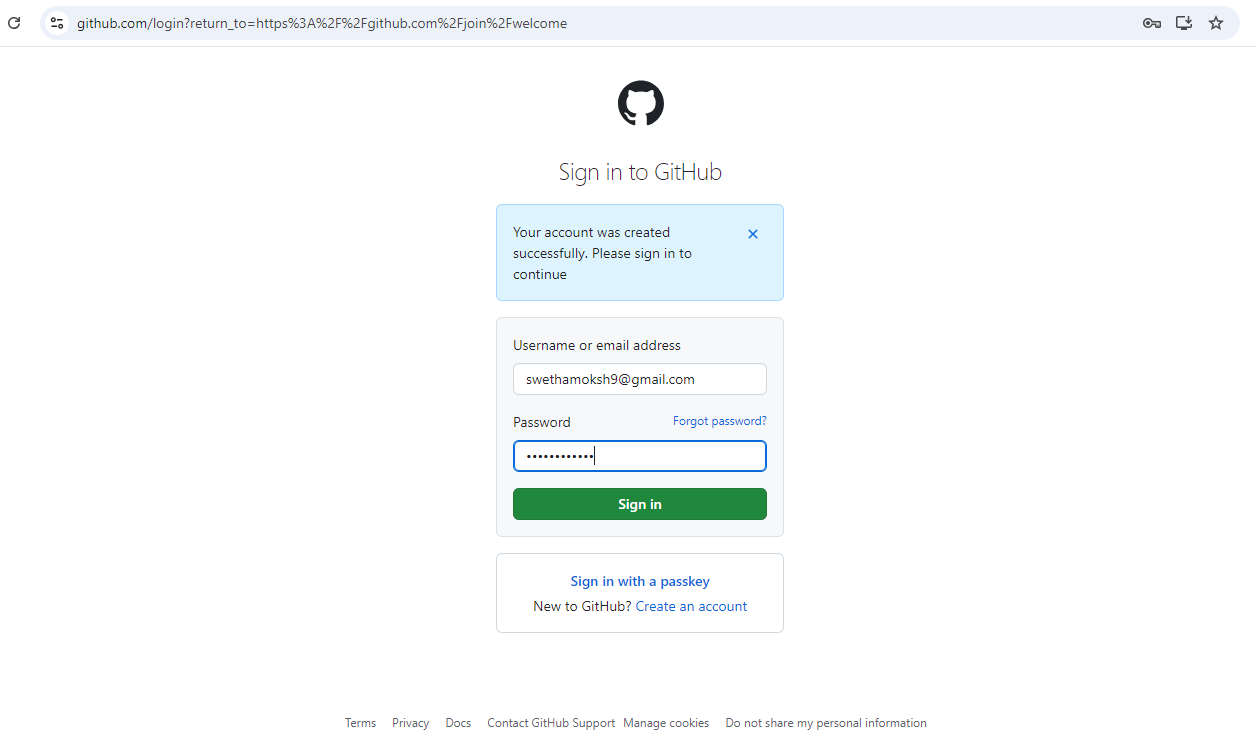 github.com/login?return_to=https%3A%2F%2Fgithub.com%2Fjoin%2Fwelcome
Sign in to GitHub
Your account was created
successfully. Please sign in to
continue
Username or email address
swethamoksh9@gmail.com
Password Forgot password?
••••••••••••
Sign in
Sign in with a passkey
New to GitHub? Create an account
Terms Privacy Docs Contact GitHub Support Manage cookies Do not share my personal information